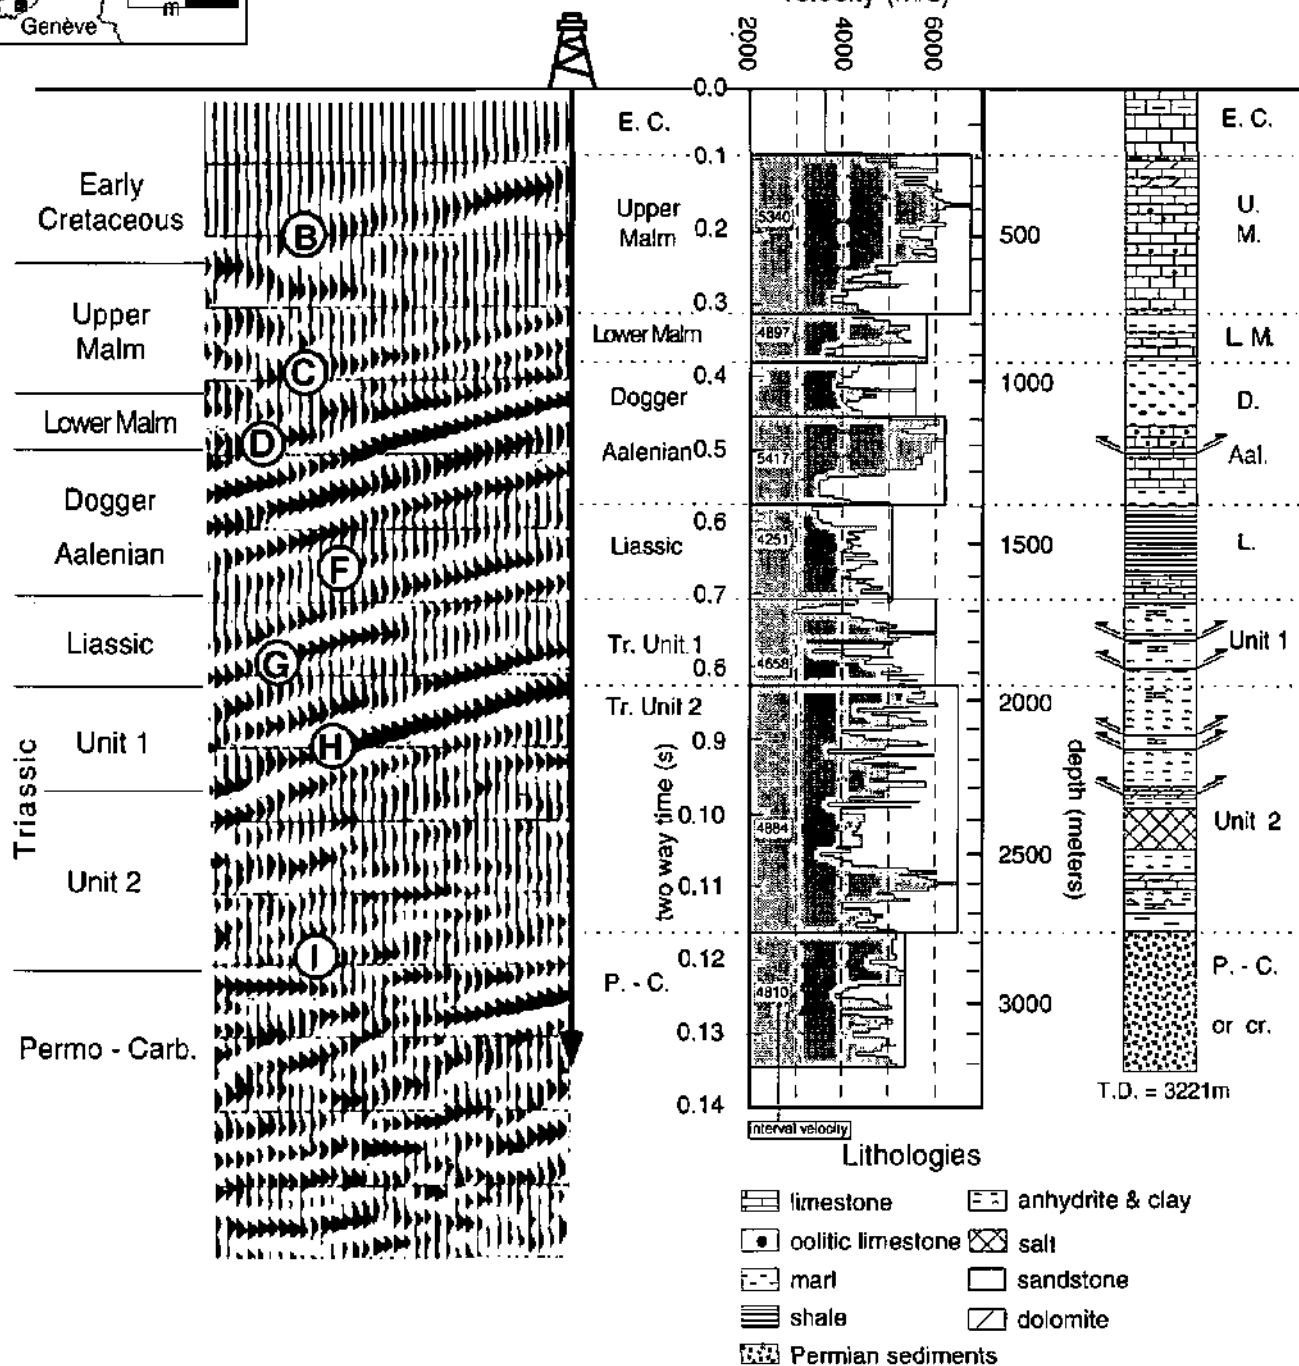 Genève
m
2000
4000
6000
Early
Cretaceous
Upper
Malm
Lower Malm
Dogger
Aalenian
Liassic
Triassic
Unit 1
Unit 2
Permo - Carb.
B
C
D
F
G
H
I
0.0
E. C.
0.1
Upper
Malm
0.2
0.3
Lower Malm
0.4
Dogger
Aalenian
0.5
0.6
Liassic
0.7
Tr. Unit 1
0.6
Tr. Unit 2
0.9
two way time (s)
0.10
0.11
0.12
P. - C.
0.13
0.14
5340
4897
5417
4251
4658
4884
4810
interval velocity
500
1000
1500
2000
depth (meters)
2500
3000
E. C.
U.
M.
L. M.
D.
Aal.
L.
Unit 1
Unit 2
P. - C.
or cr.
T.D. = 3221m
Lithologies
limestone
anhydrite & clay
oolitic limestone
salt
marl
sandstone
shale
dolomite
Permian sediments